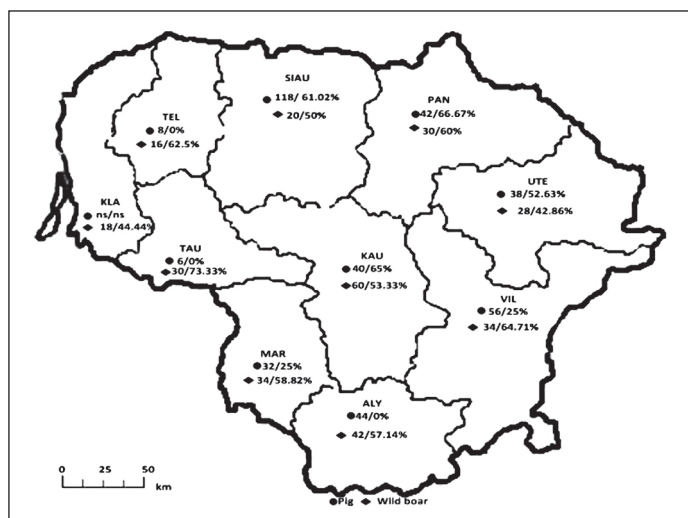 SIAU
118/ 61.02%
20/50%
PAN
42/66.67%
30/60%
TEL
8/0%
16/62.5%
UTE
38/52.63%
28/42.86%
KLA
ns/ns
18/44.44%
TAU
6/0%
30/73.33%
KAU
40/65%
60/53.33%
VIL
56/25%
34/64.71%
MAR
32/25%
34/58.82%
ALY
44/0%
42/57.14%
0 25 50
km
Pig Wild boar